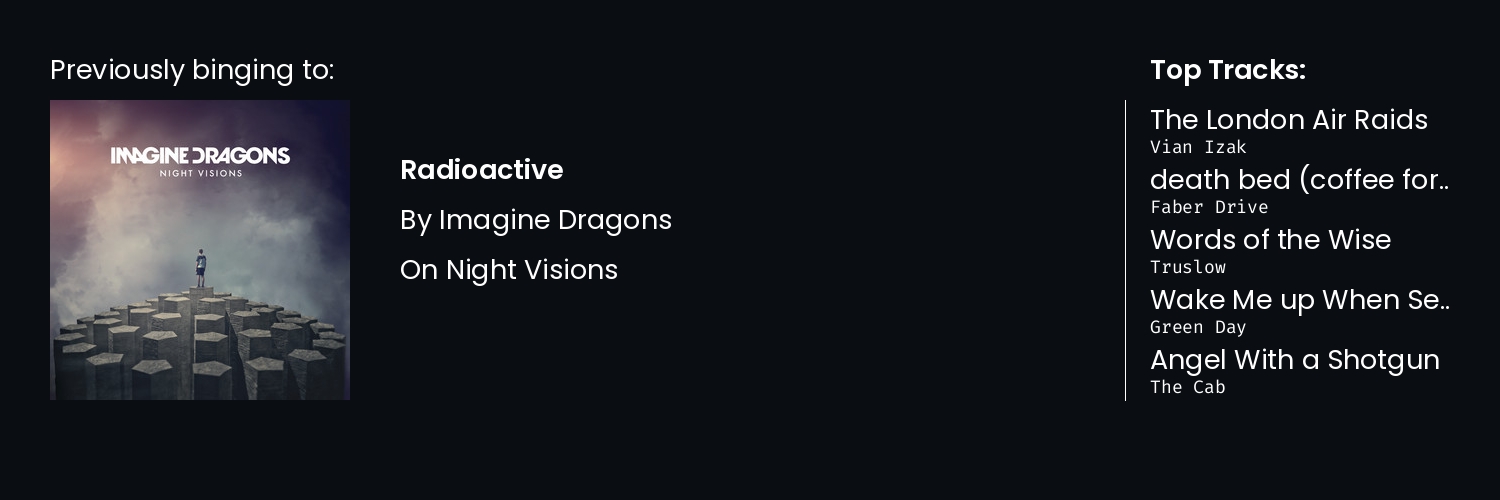 Previously binging to:
IMAGINE DRAGONS
NIGHT VISIONS
Radioactive
By Imagine Dragons
On Night Visions
Top Tracks:
The London Air Raids
Vian Izak
death bed (coffee for..
Faber Drive
Words of the Wise
Truslow
Wake Me up When Se..
Green Day
Angel With a Shotgun
The Cab